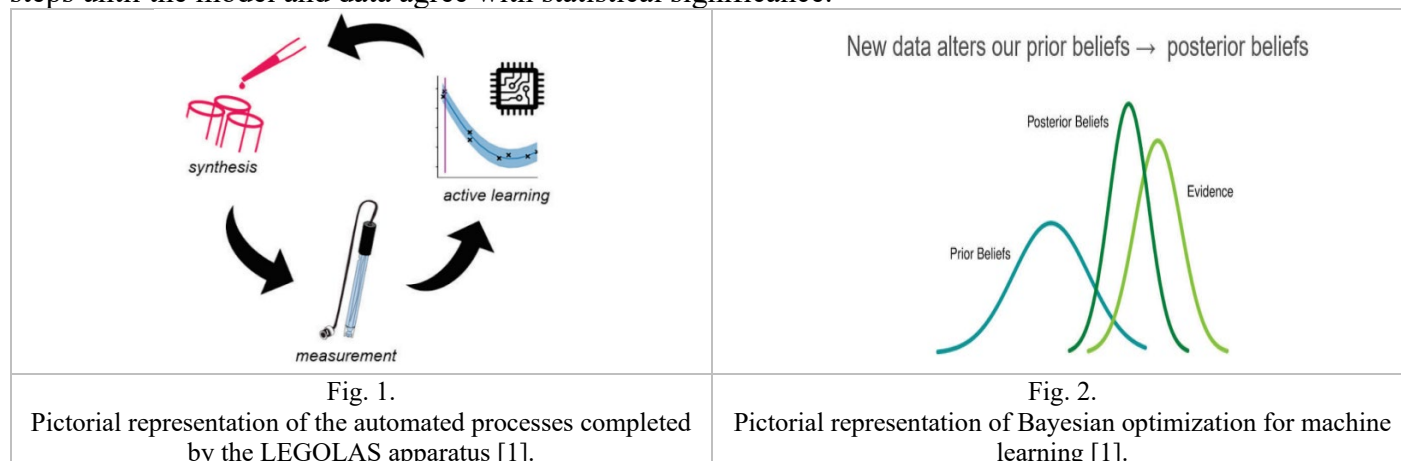 steps until the model and data agree with statistical significance.
synthesis
active learning
measurement
New data alters our prior beliefs → posterior beliefs
Posterior Beliefs
Evidence
Prior Beliefs
Fig. 1.
Pictorial representation of the automated processes completed
by the LEGOLAS apparatus [1].
Fig. 2.
Pictorial representation of Bayesian optimization for machine
learning [1].